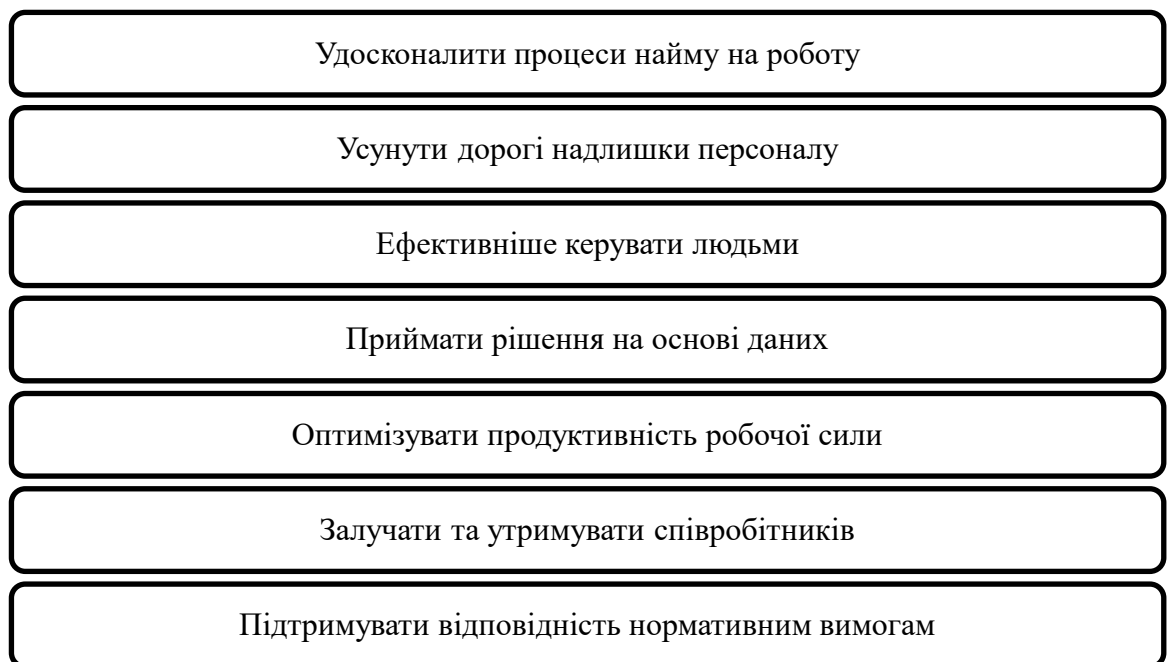 Удосконалити процеси найму на роботу
Усунути дорогі надлишки персоналу
Ефективніше керувати людьми
Приймати рішення на основі даних
Оптимізувати продуктивність робочої сили
Залучати та утримувати співробітників
Підтримувати відповідність нормативним вимогам